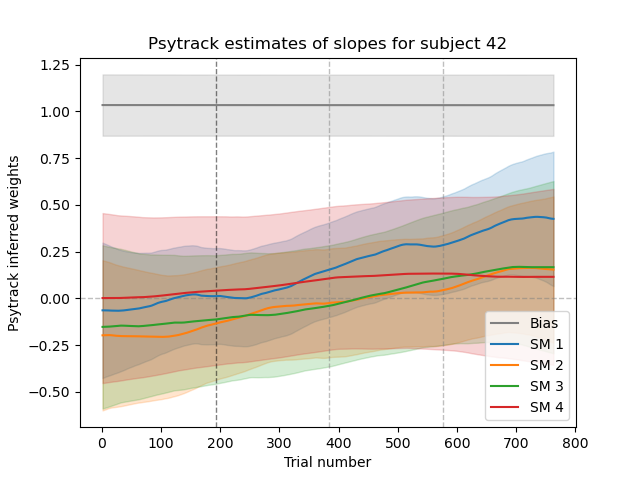 Psytrack estimates of slopes for subject 42
Psytrack inferred weights
1.25
1.00
0.75
0.50
0.25
0.00
−0.25
−0.50
Bias
SM 1
SM 2
SM 3
SM 4
0 100 200 300 400 500 600 700 800
Trial number